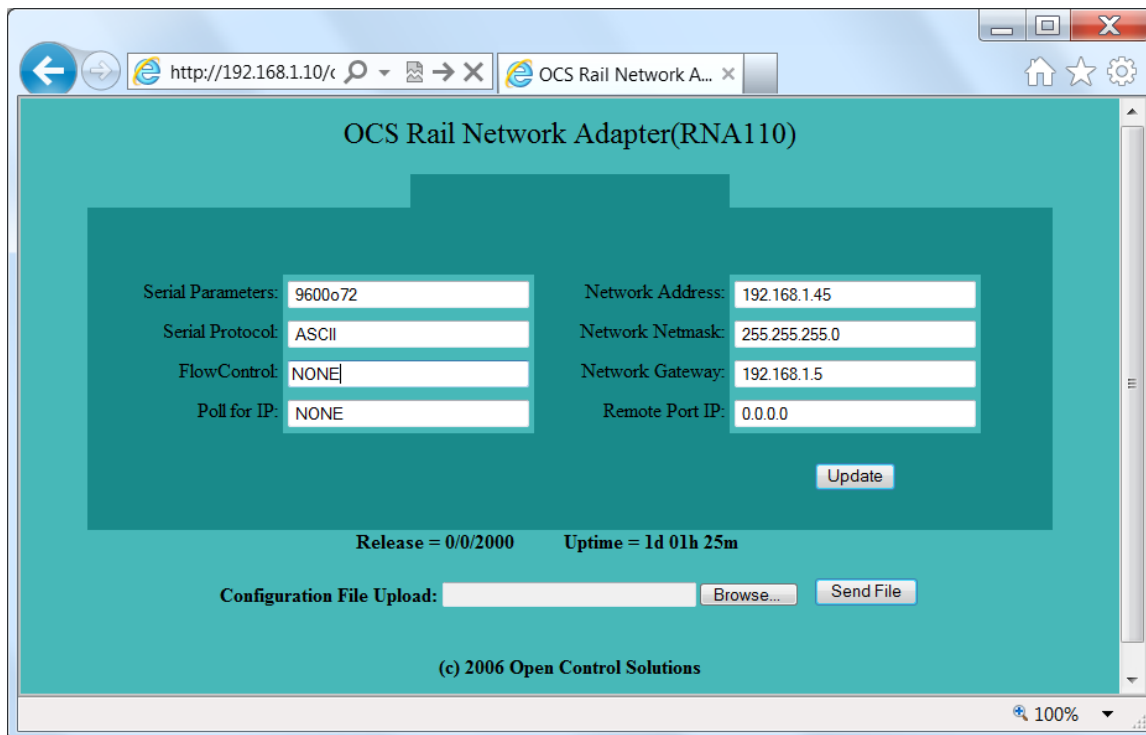 http://192.168.1.10/c
OCS Rail Network A...
OCS Rail Network Adapter(RNA110)
Serial Parameters: 9600o72
Network Address: 192.168.1.45
Serial Protocol: ASCII
Network Netmask: 255.255.255.0
FlowControl: NONE
Network Gateway: 192.168.1.5
Poll for IP: NONE
Remote Port IP: 0.0.0.0
Update
Release = 0/0/2000 Uptime = 1d 01h 25m
Configuration File Upload: Browse... Send File
(c) 2006 Open Control Solutions
100%